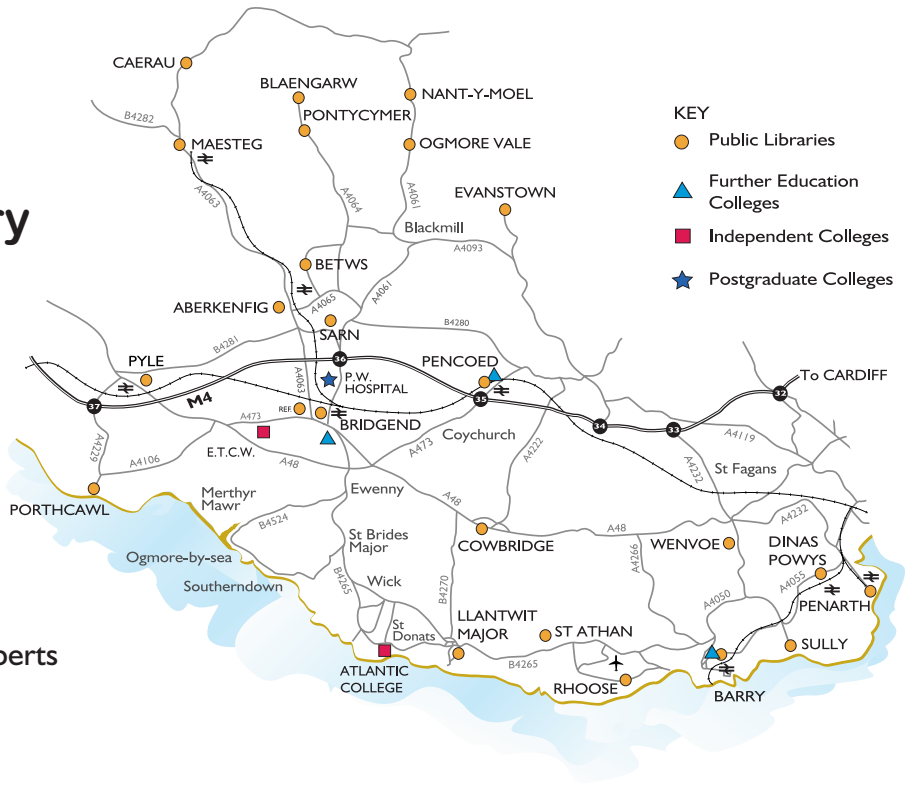 CAERAU
BLAENGARW
NANT-Y-MOEL
PONTYCYMER
B4282
MAESTEG
OGMORE VALE
KEY
Public Libraries
Further Education
Colleges
Independent Colleges
Postgraduate Colleges
A4063
A4064
A4061
EVANSTOWN
ry
Blackmill
A4093
BETWS
A4065
A4061
ABERKENFIG
SARN
B4281
B4280
PYLE
36
PENCOED
To CARDIFF
A4063
P.W.
HOSPITAL
32
37
M4
REF.
BRIDGEND
35
34
33
A473
A473
Coychurch
A4222
A4119
E.T.C.W.
A48
A4229
A4106
St Fagans
A4232
PORTHCAWL
Merthyr
Mawr
Ewenny
A48
B4524
A4232
St Brides
Major
COWBRIDGE
A48
WENVOE
DINAS
POWYS
Ogmore-by-sea
A4266
Southerndown
B4265
Wick
B4270
A4055
PENARTH
A4050
St
Donats
LLANTWIT
MAJOR
ST ATHAN
SULLY
perts
B4265
ATLANTIC
COLLEGE
RHOOSE
BARRY